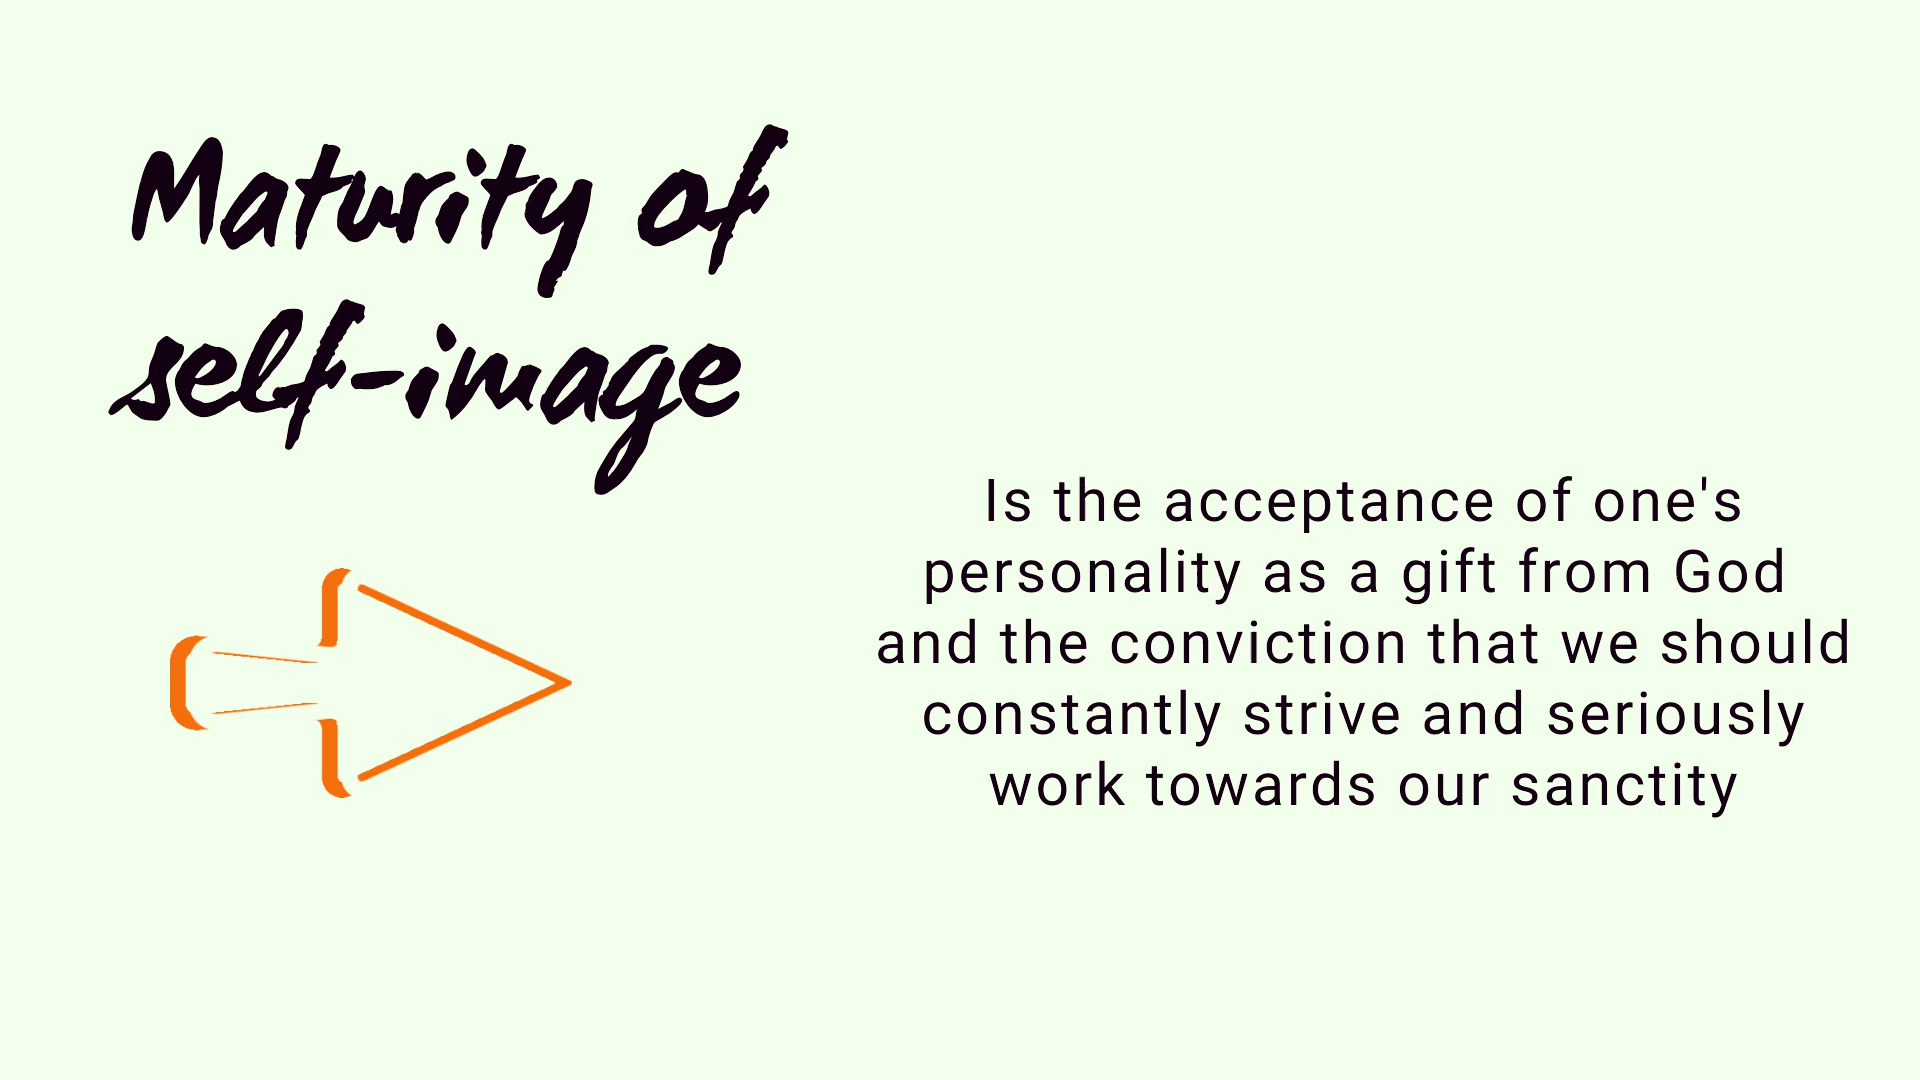 Maturity of
self-image
Is the acceptance of one's
personality as a gift from God
and the conviction that we should
constantly strive and seriously
work towards our sanctity